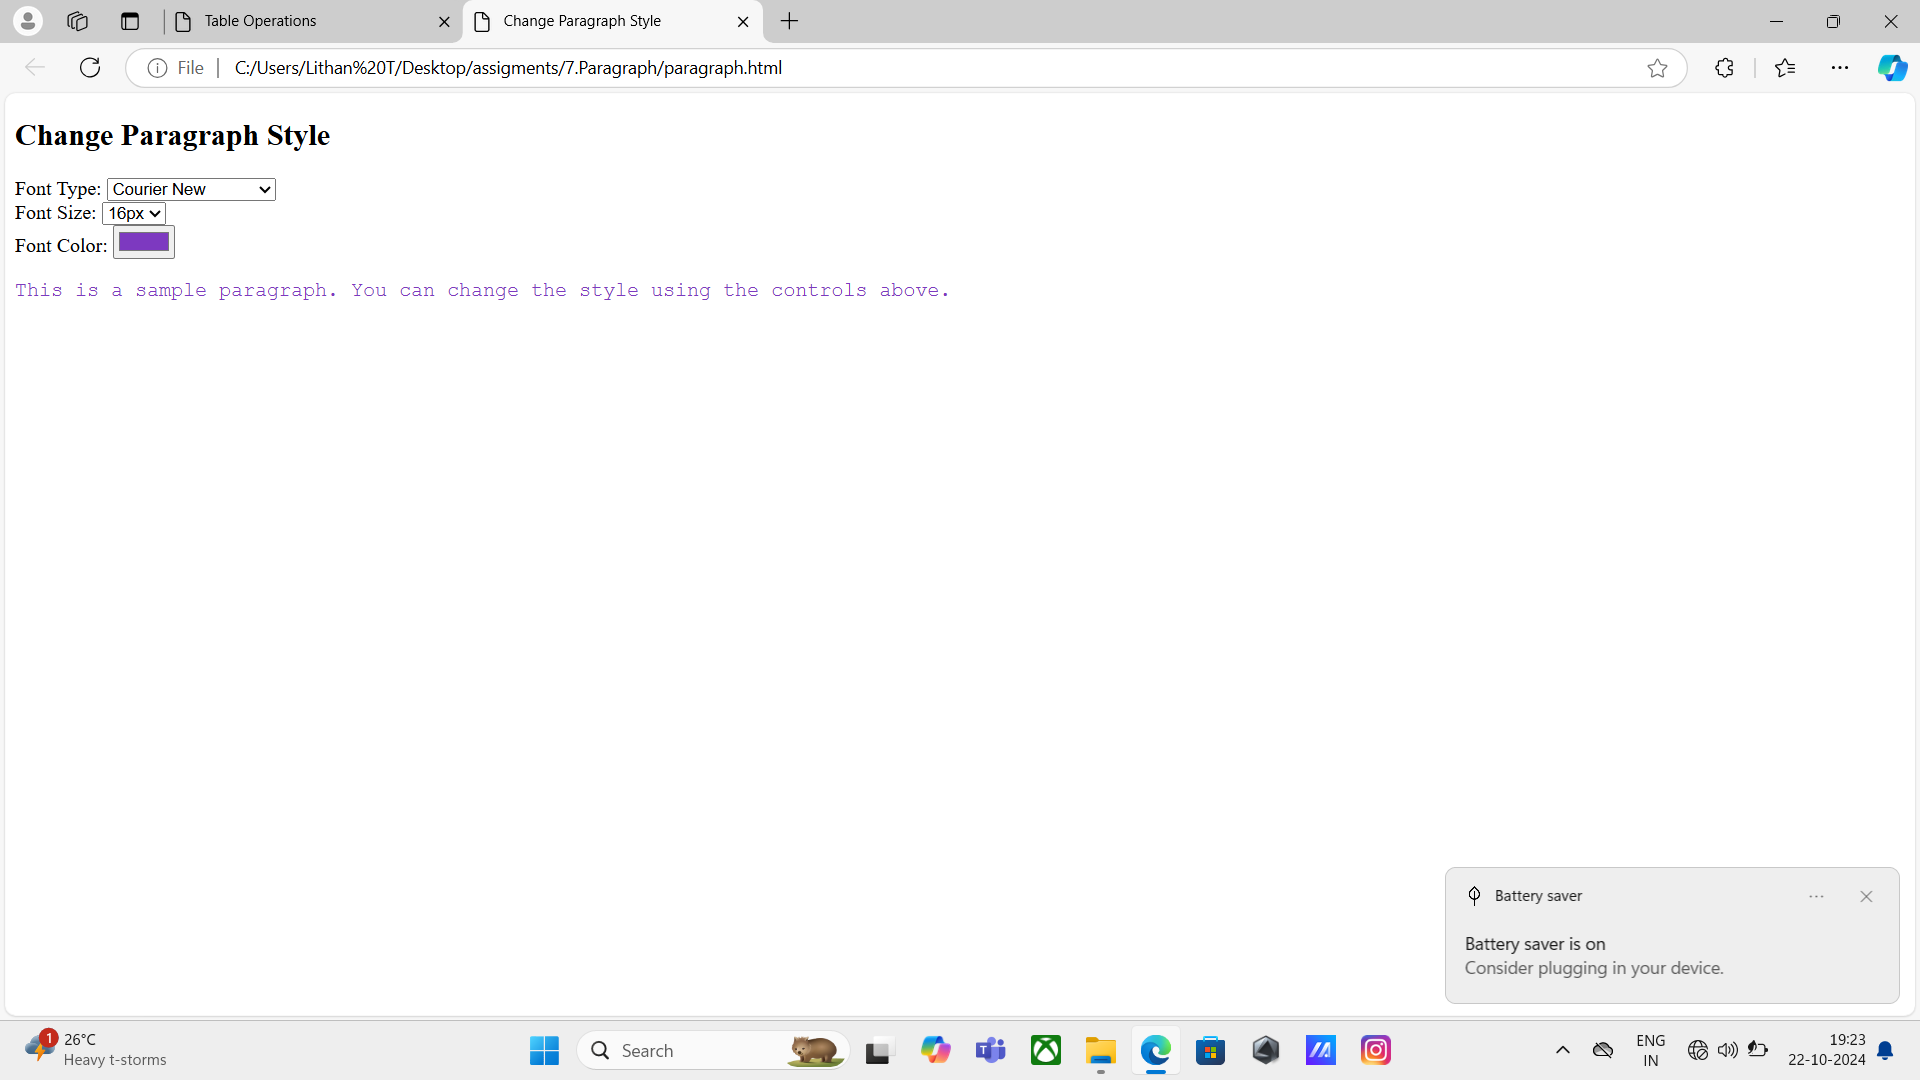 Table Operations
Change Paragraph Style
File
C:/Users/Lithan%20T/Desktop/assigments/7.Paragraph/paragraph.html
Change Paragraph Style
Font Type: Courier New
Font Size: 16px
Font Color:
This is a sample paragraph. You can change the style using the controls above.
Battery saver
Battery saver is on
Consider plugging in your device.
1
26°C
Heavy t-storms
Search
ENG
IN
19:23
22-10-2024